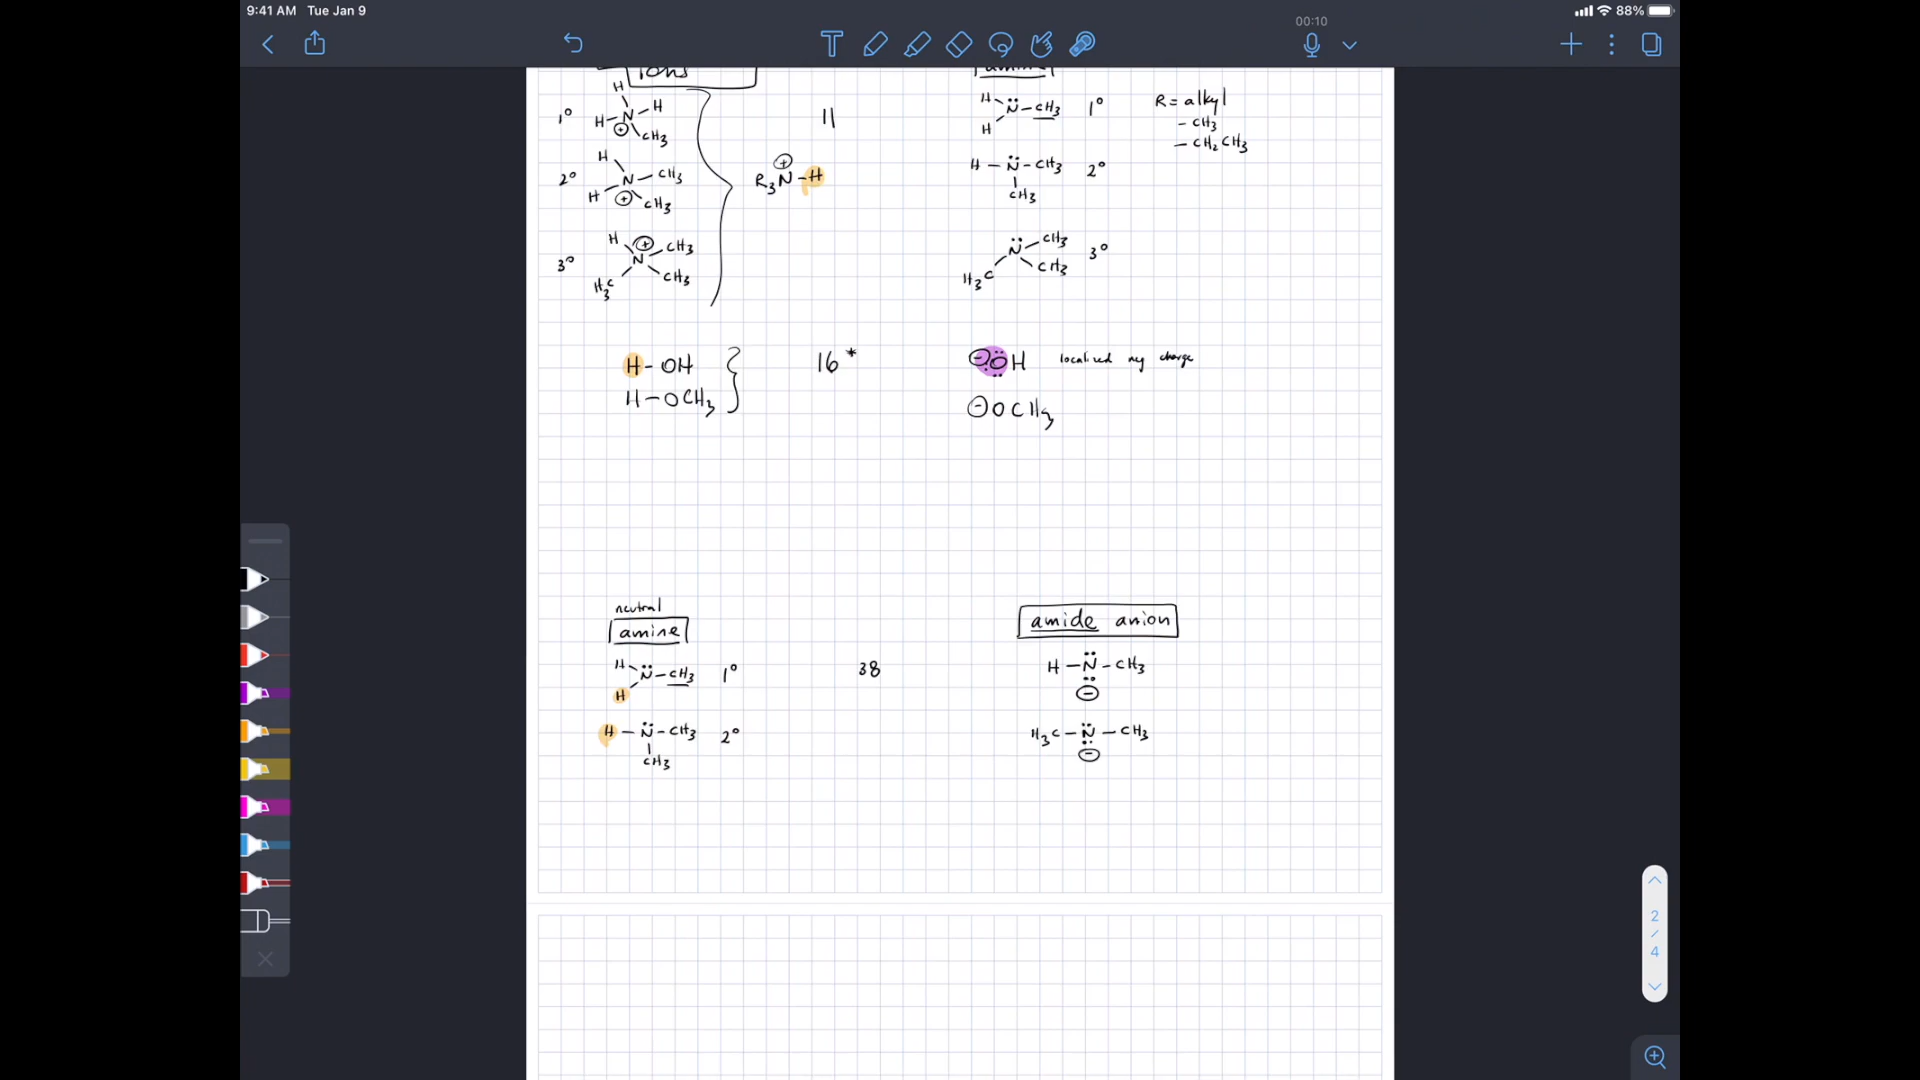 9:41 AM Tue Jan 9
88%
00:10
ions
1° H H H N ⊕ CH3
2° H H N ⊕ CH3 CH3
3° H N ⊕ CH3 CH3 H3C
R3N⊕–H
11
H H N̈–CH3 1°
H–N̈–CH3 2°
CH3
N̈ CH3 CH3 H3C 3°
R = alkyl
– CH3
– CH2CH3
H–OH
H–OCH3
16*
⊖:ÖH localized neg charge
⊖OCH3
neutral
amine
H H N̈–CH3 1°
H–N̈–CH3 2°
CH3
38
amide anion
H–N̈–CH3
⊖
H3C–N̈–CH3
⊖
2
/
4